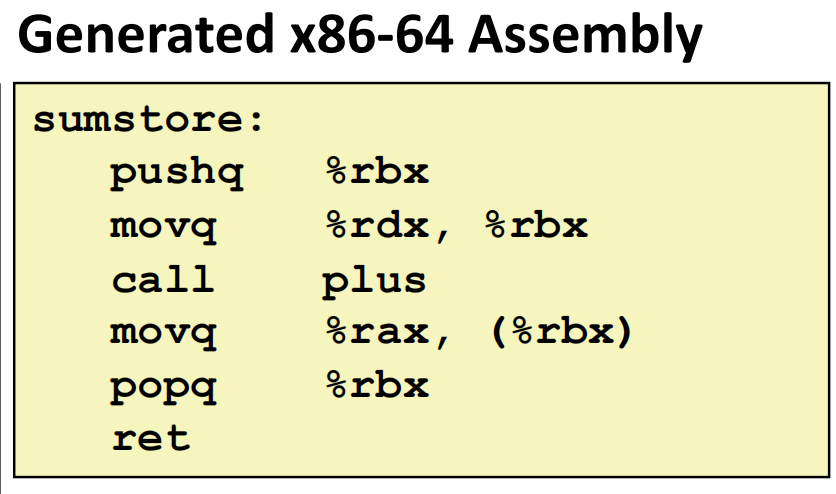 Generated x86-64 Assembly
sumstore:
pushq %rbx
movq %rdx, %rbx
call plus
movq %rax, (%rbx)
popq %rbx
ret